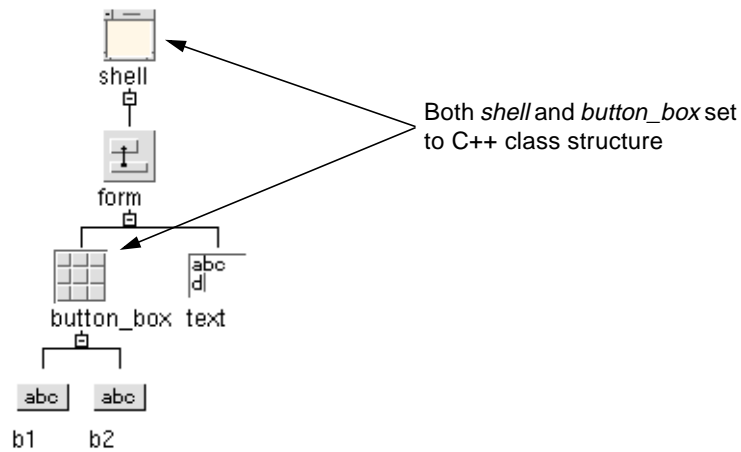 shell
Both shell and button_box set
to C++ class structure
form
abc
d
button_box text
abc abc
b1 b2